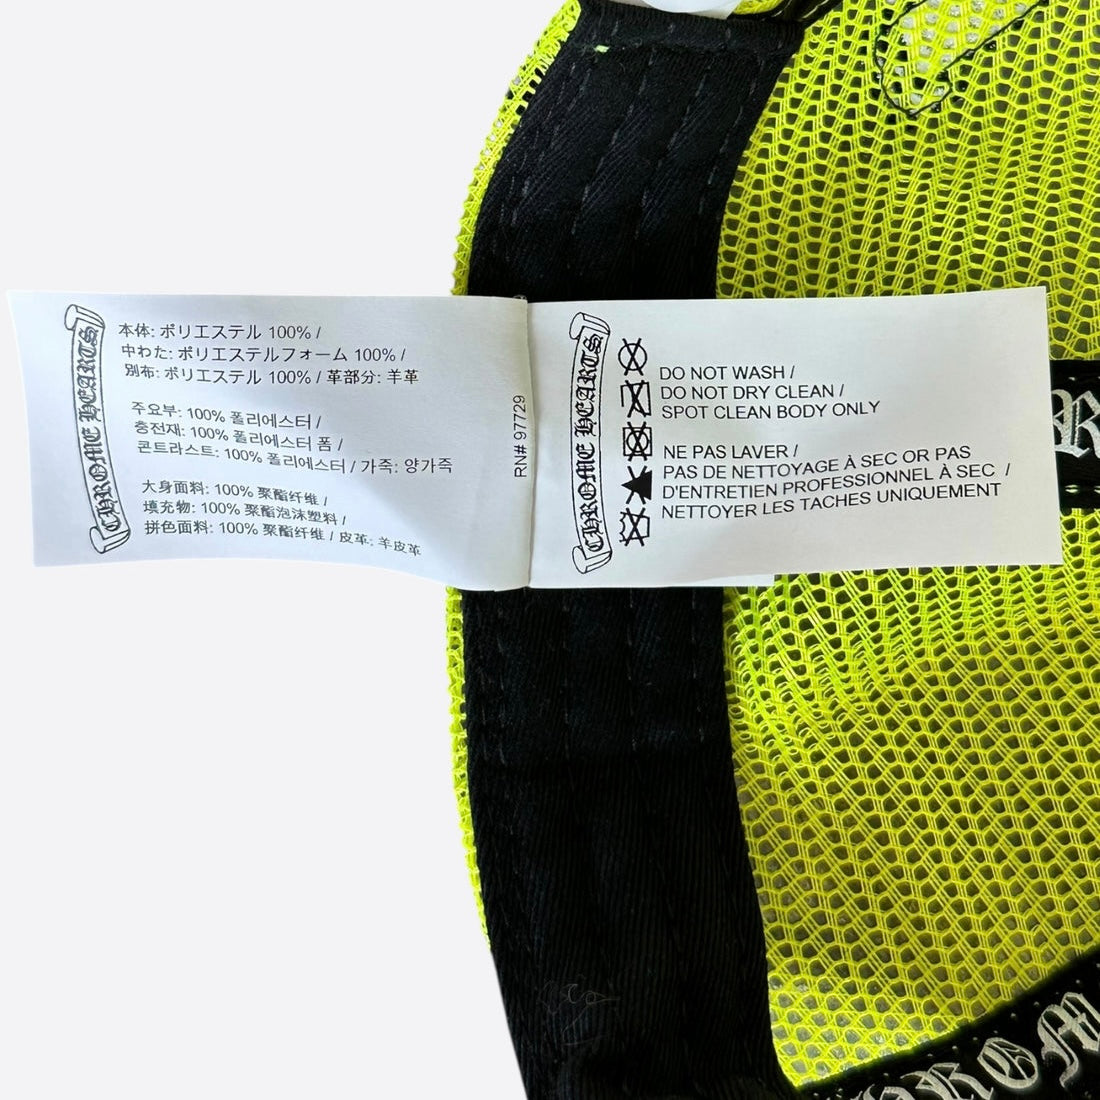 CHROME HEARTS
本体: ポリエステル 100% /
中わた: ポリエステルフォーム 100% /
別布: ポリエステル 100% / 革部分: 羊革
주요부: 100% 폴리에스터 /
충전재: 100% 폴리에스터 폼 /
콘트라스트: 100% 폴리에스터 / 가죽: 양가죽
大身面料: 100% 聚酯纤维 /
填充物: 100% 聚酯泡沫塑料 /
拼色面料: 100% 聚酯纤维 / 皮革: 羊皮革
RN# 97729
CHROME HEARTS
DO NOT WASH /
DO NOT DRY CLEAN /
SPOT CLEAN BODY ONLY
NE PAS LAVER /
PAS DE NETTOYAGE À SEC OR PAS
D'ENTRETIEN PROFESSIONNEL À SEC /
NETTOYER LES TACHES UNIQUEMENT
R
CHROM